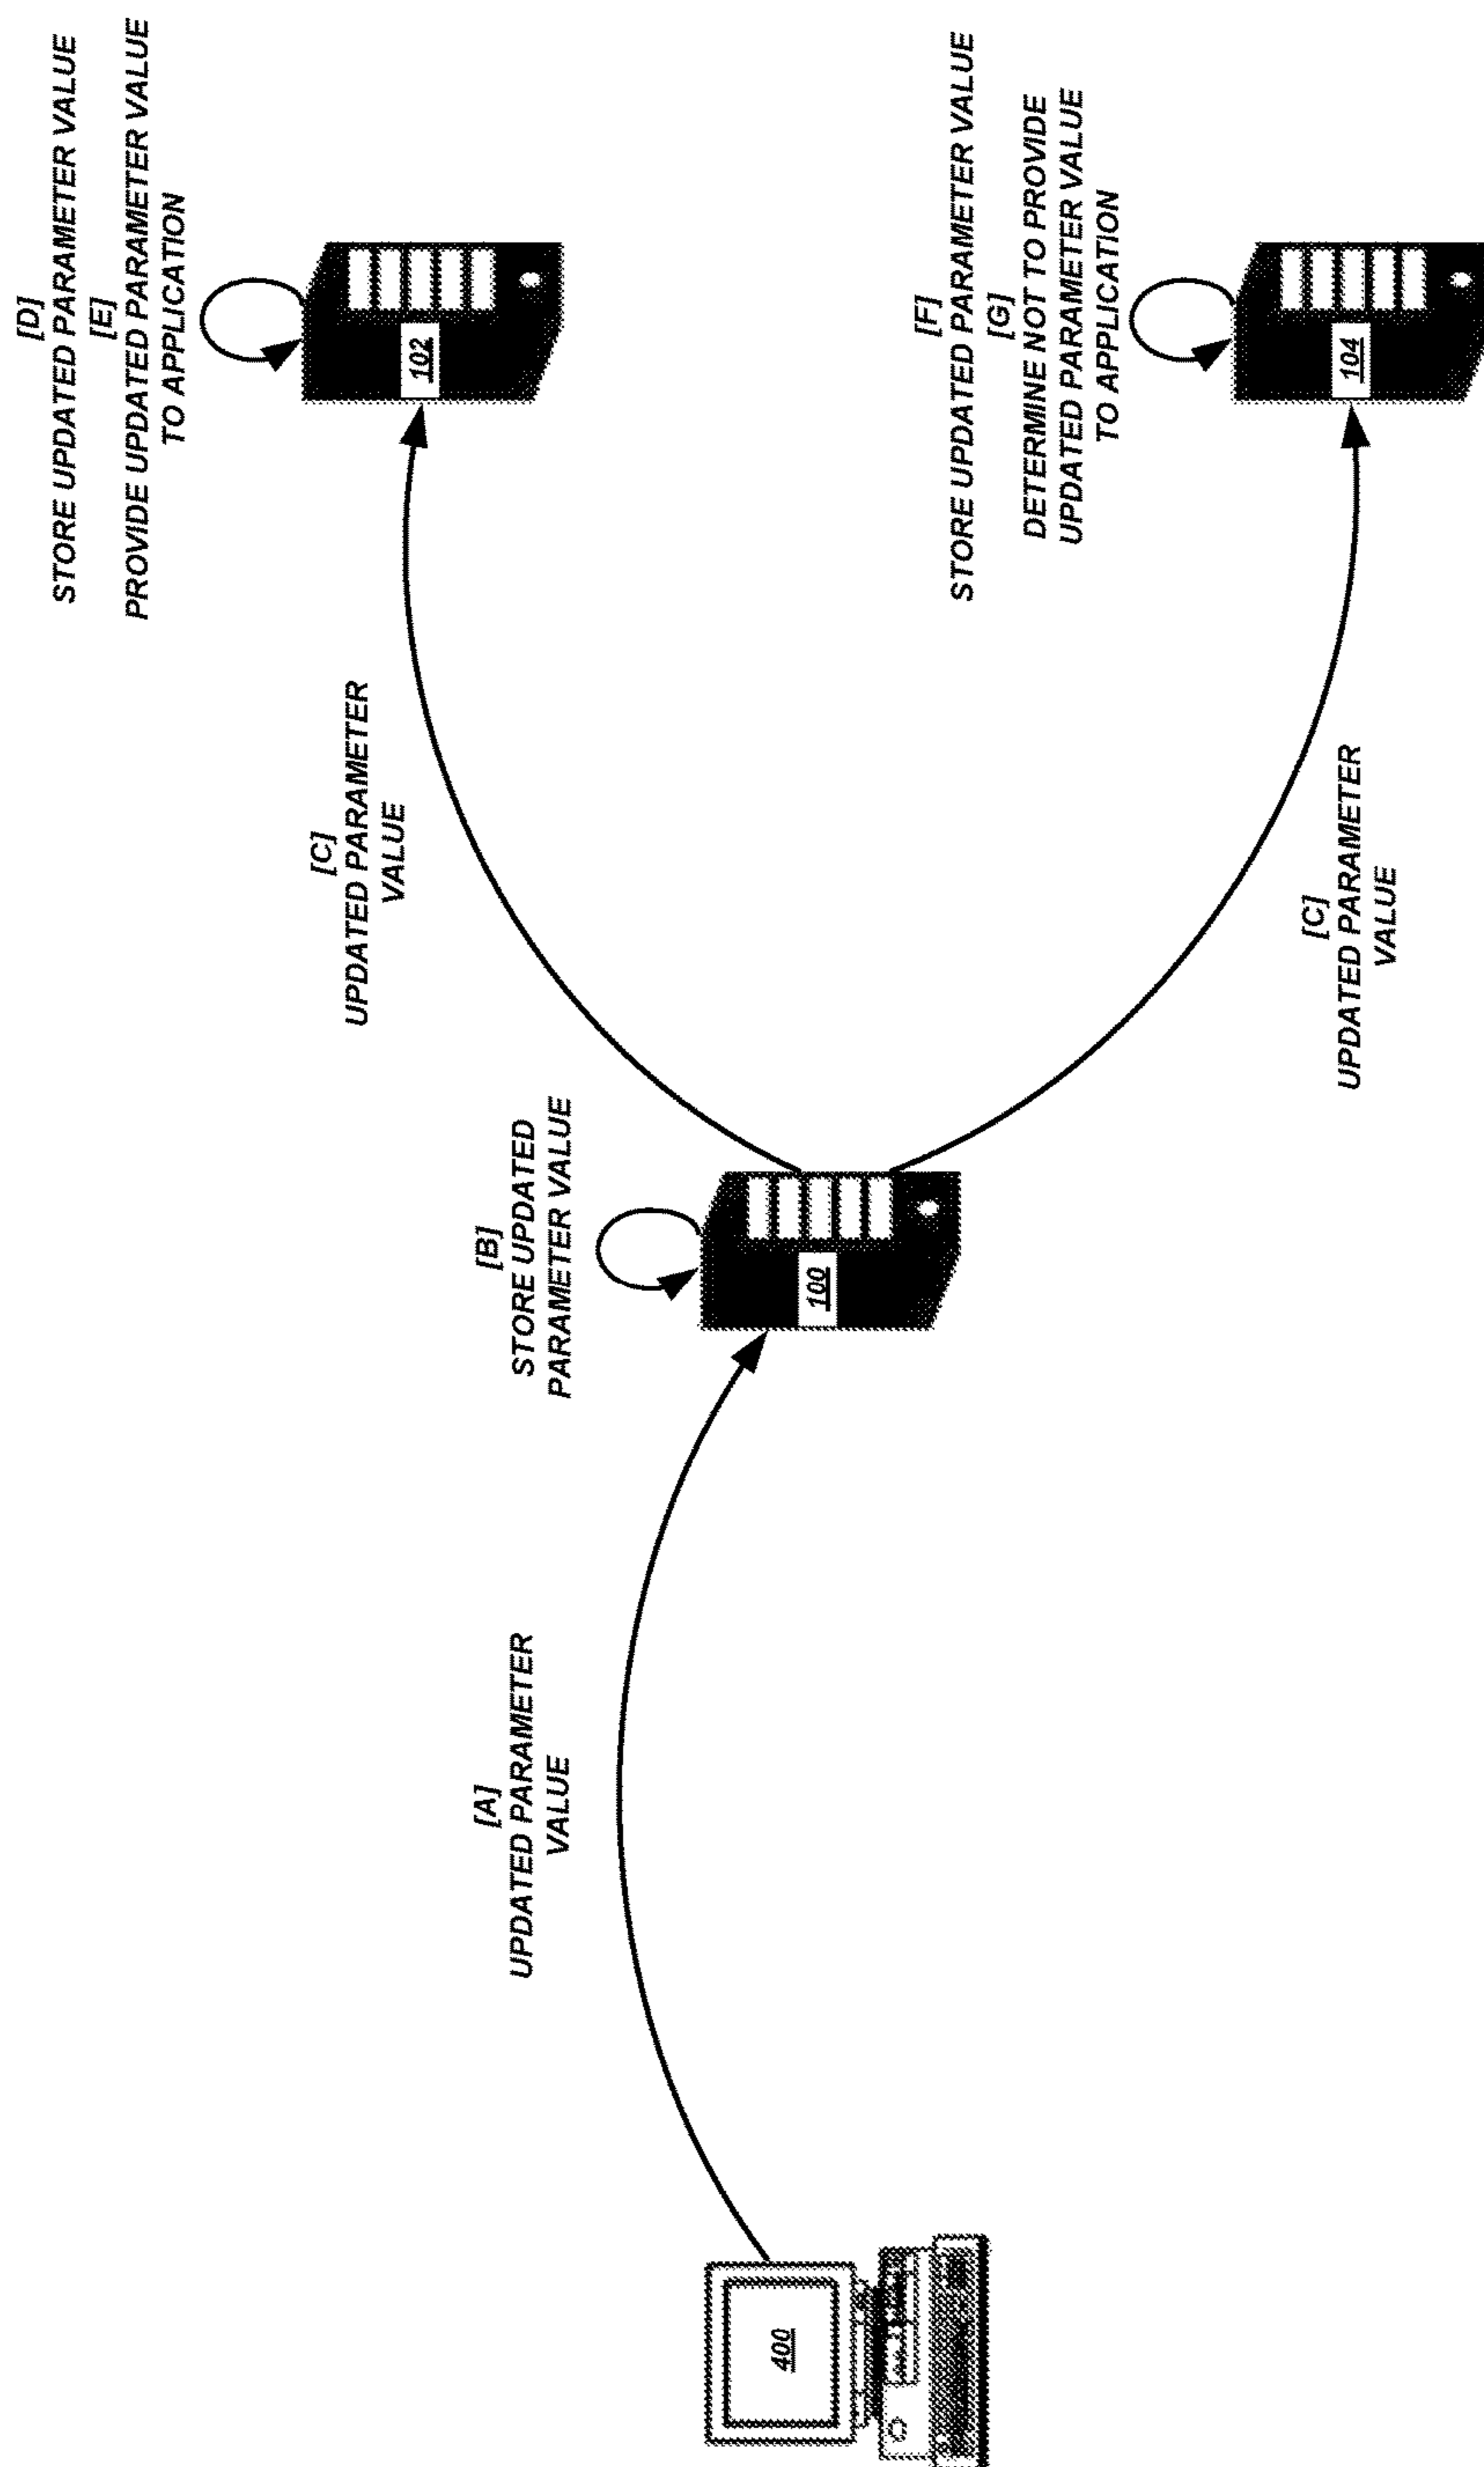 [A]
UPDATED PARAMETER
VALUE
400
[B]
STORE UPDATED
PARAMETER VALUE
100
[C]
UPDATED PARAMETER
VALUE
[D]
STORE UPDATED PARAMETER VALUE
[E]
PROVIDE UPDATED PARAMETER VALUE
TO APPLICATION
102
[C]
UPDATED PARAMETER
VALUE
[F]
STORE UPDATED PARAMETER VALUE
[G]
DETERMINE NOT TO PROVIDE
UPDATED PARAMETER VALUE
TO APPLICATION
104